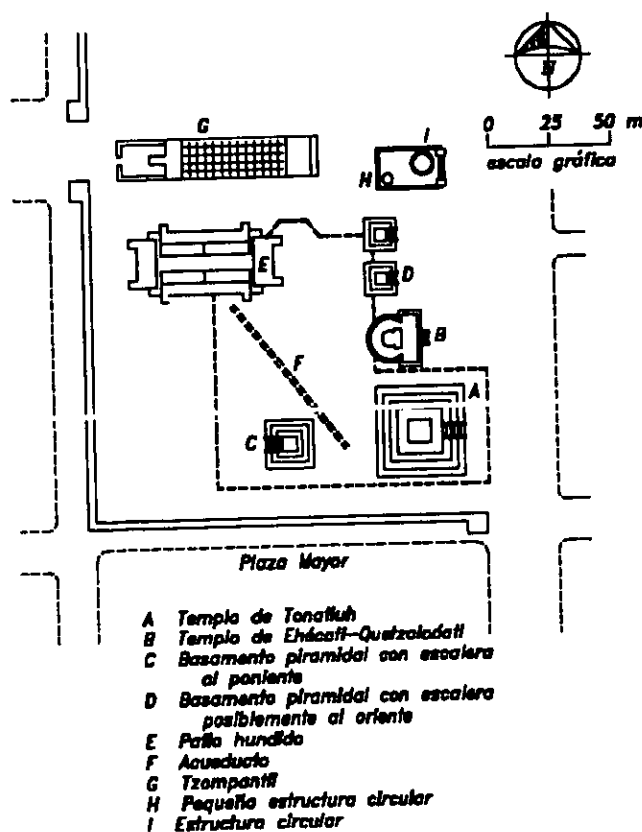 G
I
H
N
0 25 50 m
escala gráfica
E
D
B
F
A
C
Plaza Mayor
A Templo de Tonatiuh
B Templo de Ehécatl-Quetzalcóatl
C Basamento piramidal con escalera
al poniente
D Basamento piramidal con escalera
posiblemente al oriente
E Patio hundido
F Acueducto
G Tzompantli
H Pequeña estructura circular
I Estructura circular